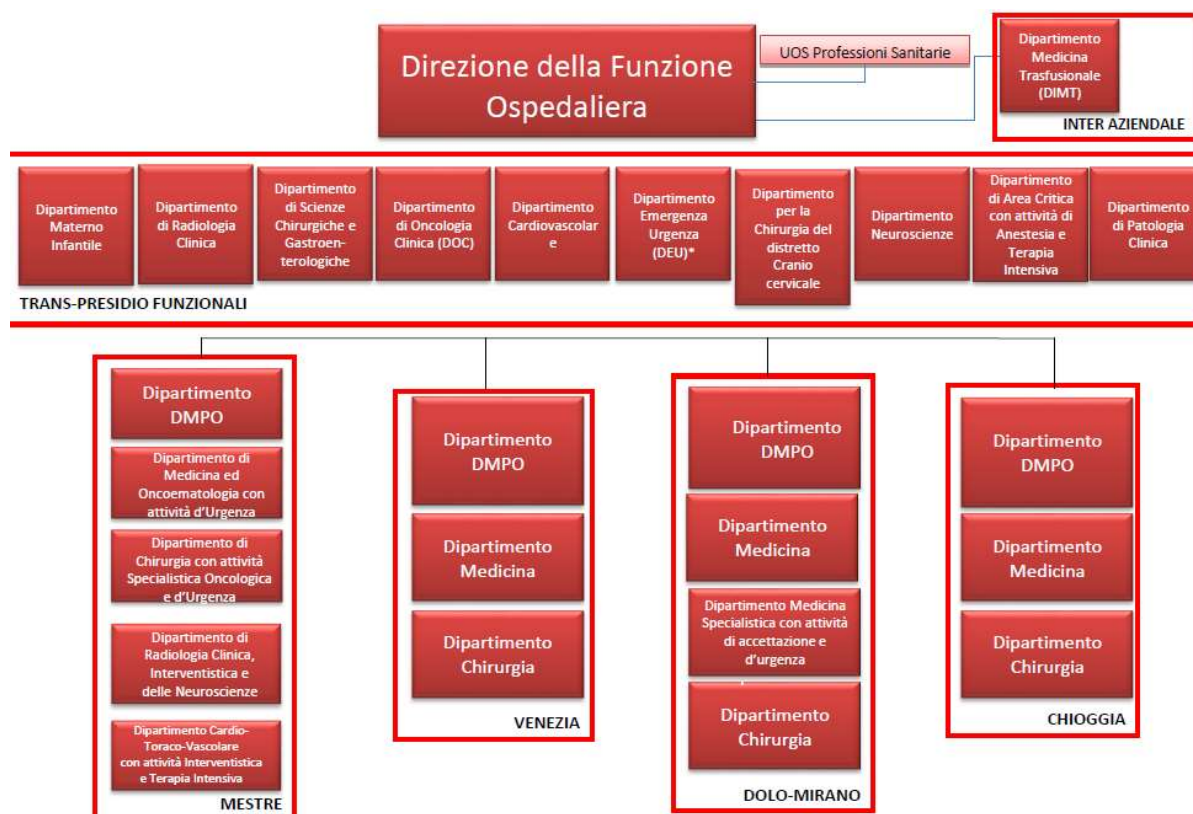 Direzione della Funzione
Ospedaliera
UOS Professioni Sanitarie
Dipartimento
Medicina
Trasfusionale
(DIMT)
INTER AZIENDALE
Dipartimento
Materno
Infantile
Dipartimento
di Radiologia
Clinica
Dipartimento
di Scienze
Chirurgiche e
Gastroen-
terologiche
Dipartimento
di Oncologia
Clinica (DOC)
Dipartimento
Cardiovascolar
e
Dipartimento
Emergenza
Urgenza
(DEU)*
Dipartimento
per la
Chirurgia del
distretto
Cranio
cervicale
Dipartimento
Neuroscienze
Dipartimento
di Area Critica
con attività di
Anestesia e
Terapia
Intensiva
Dipartimento
di Patologia
Clinica
TRANS-PRESIDIO FUNZIONALI
Dipartimento
DMPO
Dipartimento di
Medicina ed
Oncoematologia con
attività d'Urgenza
Dipartimento di
Chirurgia con attività
Specialistica Oncologica
e d'Urgenza
Dipartimento di
Radiologia Clinica,
Interventistica e
delle Neuroscienze
Dipartimento Cardio-
Toraco-Vascolare
con attività Interventistica
e Terapia Intensiva
MESTRE
Dipartimento
DMPO
Dipartimento
Medicina
Dipartimento
Chirurgia
VENEZIA
Dipartimento
DMPO
Dipartimento
Medicina
Dipartimento Medicina
Specialistica con attività
di accettazione e
d'urgenza
Dipartimento
Chirurgia
DOLO-MIRANO
Dipartimento
DMPO
Dipartimento
Medicina
Dipartimento
Chirurgia
CHIOGGIA